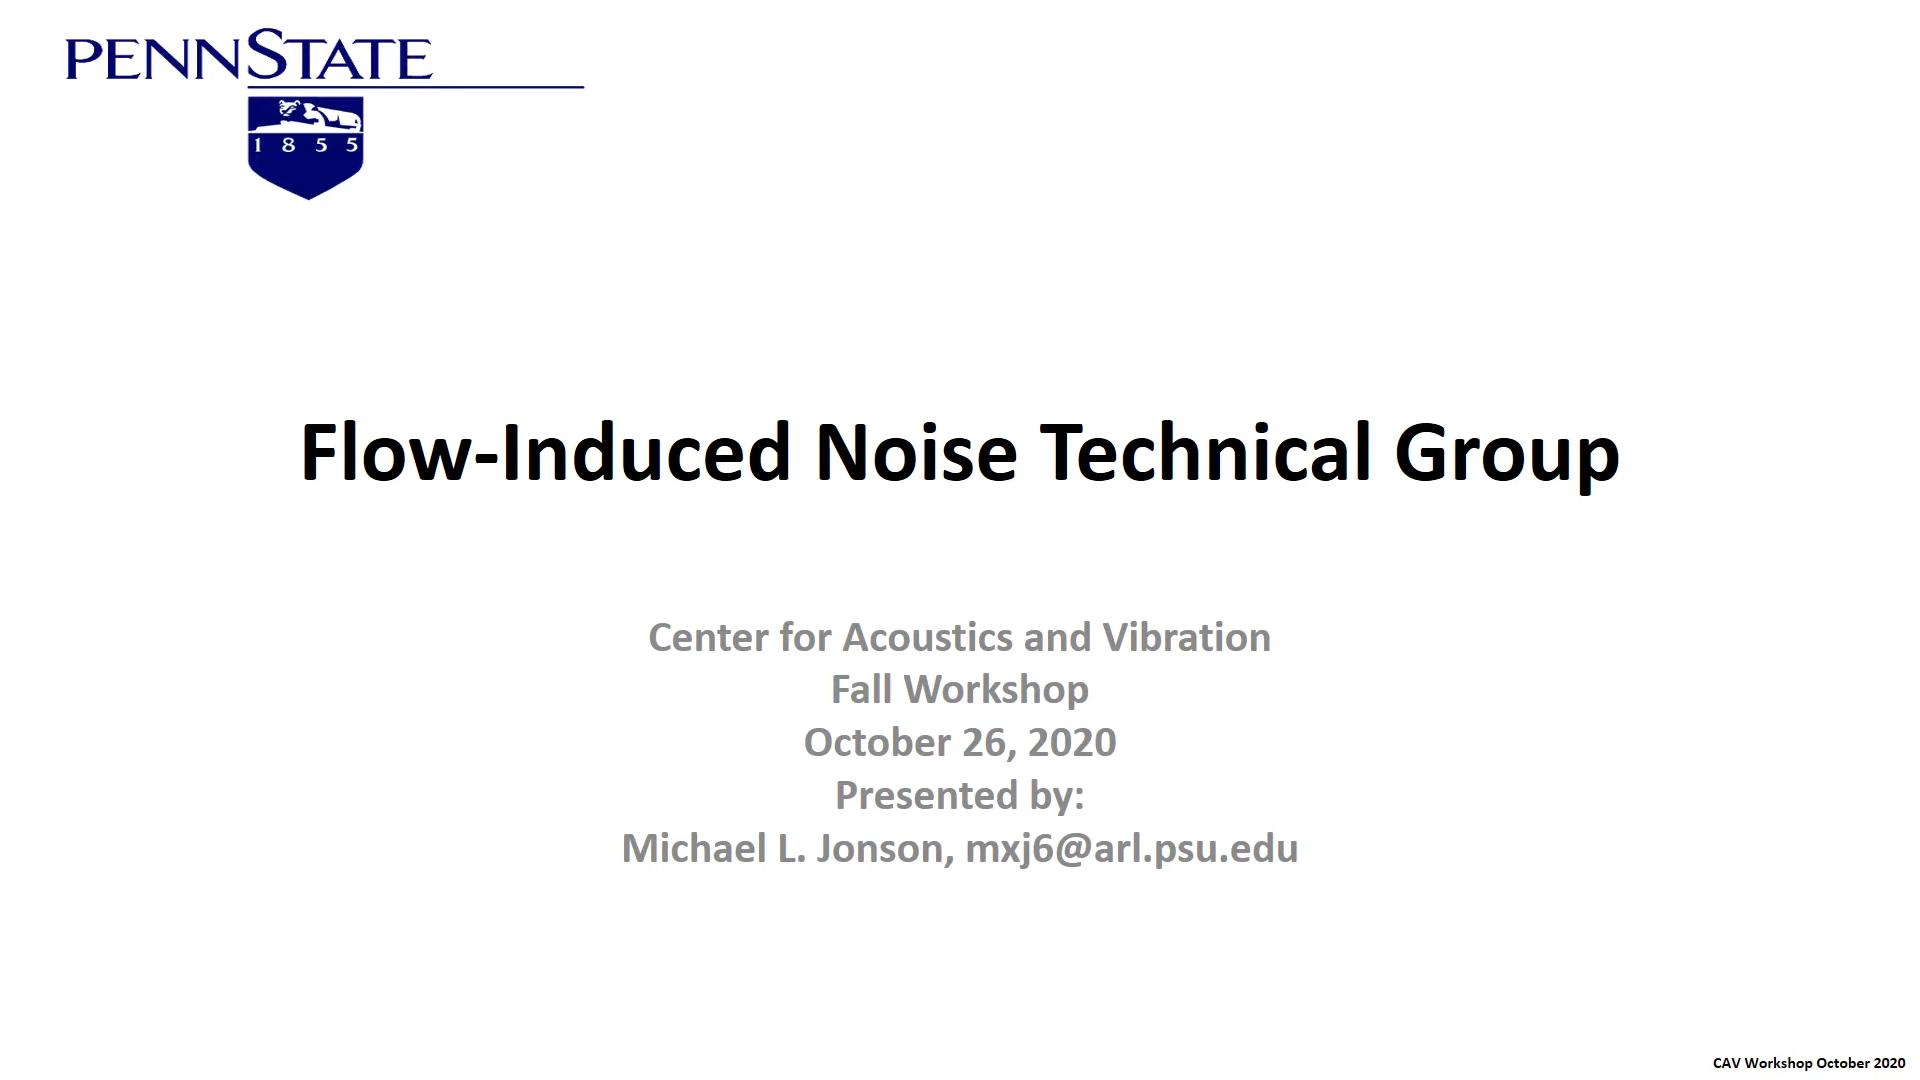 PENNSTATE
1 8 5 5
Flow-Induced Noise Technical Group
Center for Acoustics and Vibration
Fall Workshop
October 26, 2020
Presented by:
Michael L. Jonson, mxj6@arl.psu.edu
CAV Workshop October 2020